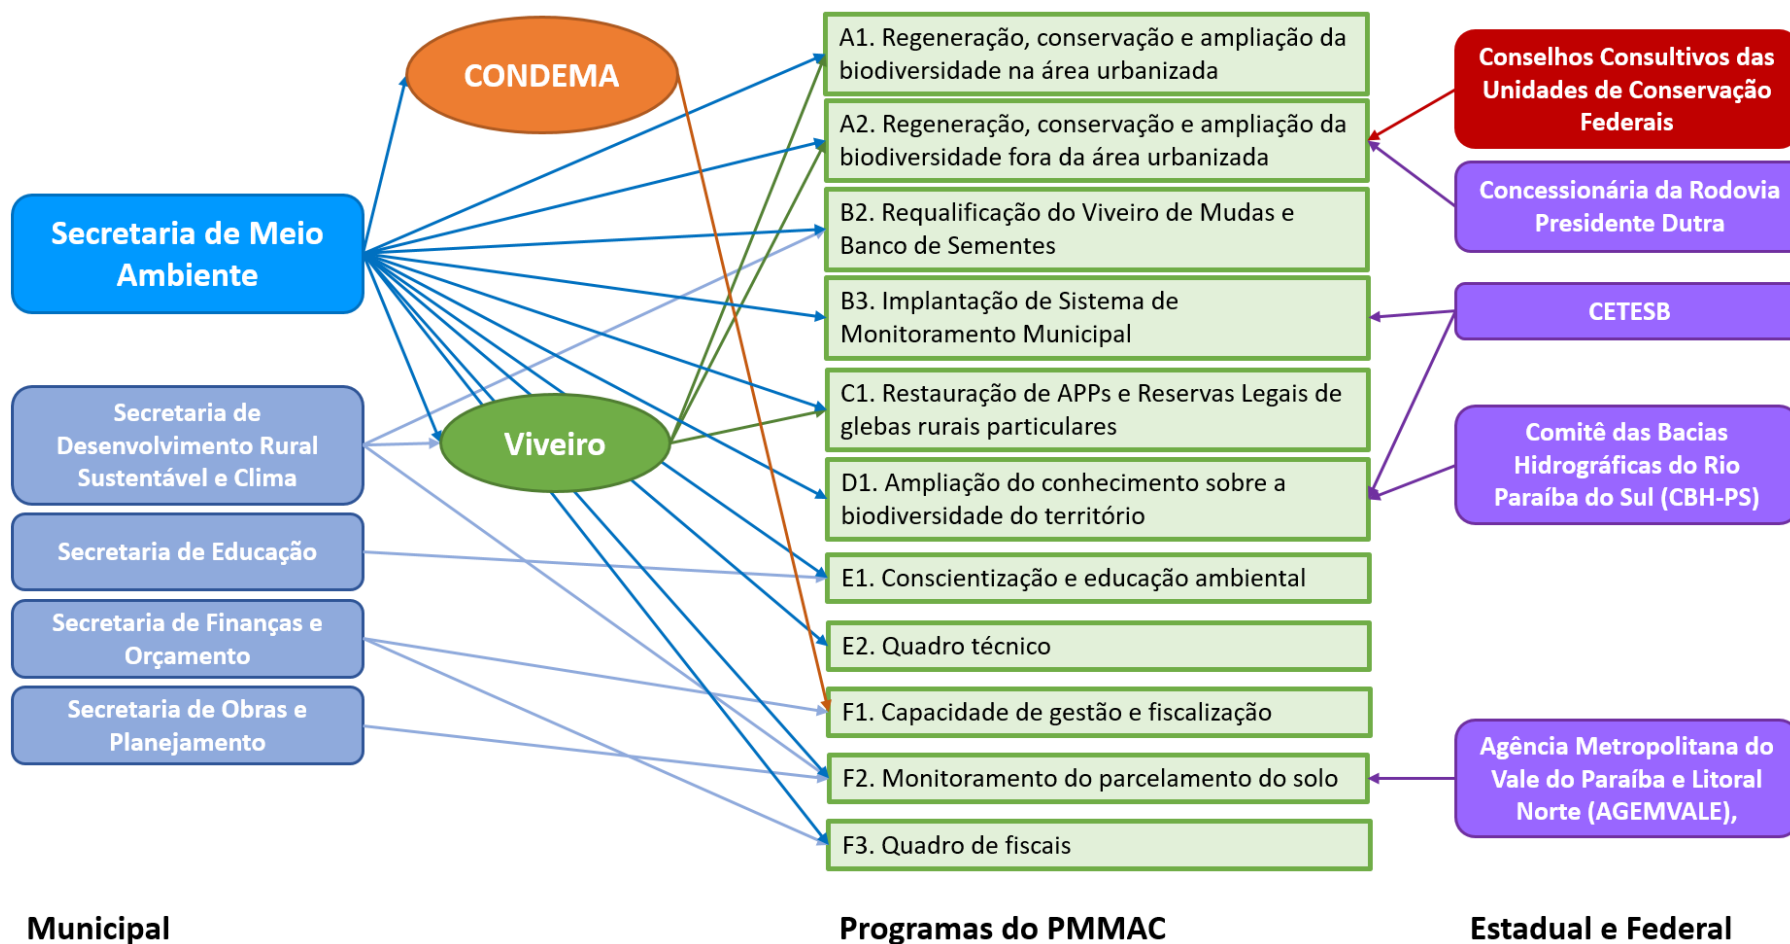 CONDEMA
Secretaria de Meio
Ambiente
Secretaria de
Desenvolvimento Rural
Sustentável e Clima
Viveiro
Secretaria de Educação
Secretaria de Finanças e
Orçamento
Secretaria de Obras e
Planejamento
Municipal
A1. Regeneração, conservação e ampliação da
biodiversidade na área urbanizada
A2. Regeneração, conservação e ampliação da
biodiversidade fora da área urbanizada
B2. Requalificação do Viveiro de Mudas e
Banco de Sementes
B3. Implantação de Sistema de
Monitoramento Municipal
C1. Restauração de APPs e Reservas Legais de
glebas rurais particulares
D1. Ampliação do conhecimento sobre a
biodiversidade do território
E1. Conscientização e educação ambiental
E2. Quadro técnico
F1. Capacidade de gestão e fiscalização
F2. Monitoramento do parcelamento do solo
F3. Quadro de fiscais
Programas do PMMAC
Conselhos Consultivos das
Unidades de Conservação
Federais
Concessionária da Rodovia
Presidente Dutra
CETESB
Comitê das Bacias
Hidrográficas do Rio
Paraíba do Sul (CBH-PS)
Agência Metropolitana do
Vale do Paraíba e Litoral
Norte (AGEMVALE),
Estadual e Federal